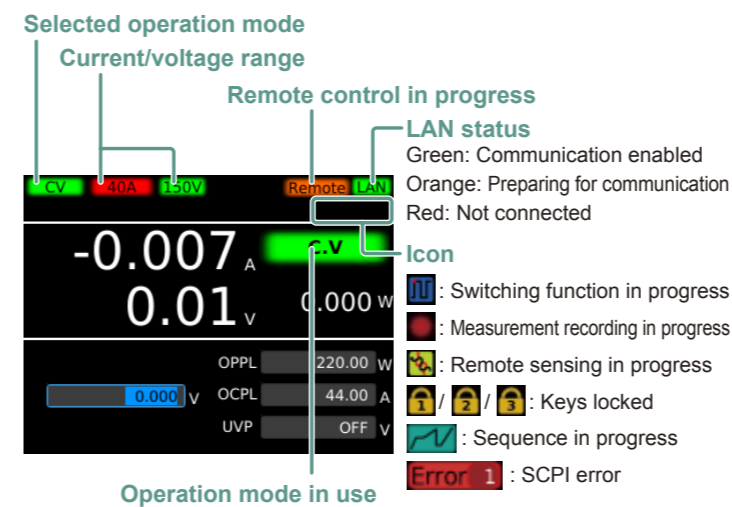 Selected operation mode
Current/voltage range
Remote control in progress
LAN status
Green: Communication enabled
Orange: Preparing for communication
Red: Not connected
CV 40A 150V Remote LAN
-0.007 A C.V
0.01 V 0.000 W
OPPL 220.00 W
0.000 V OCPL 44.00 A
UVP OFF V
Icon
: Switching function in progress
: Measurement recording in progress
: Remote sensing in progress
1 / 2 / 3 : Keys locked
: Sequence in progress
Error 1 : SCPI error
Operation mode in use